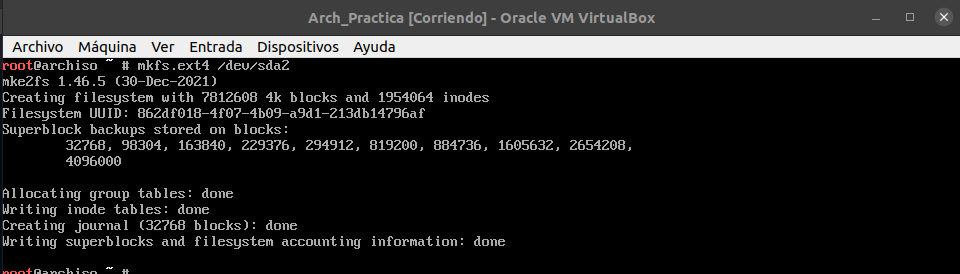 Arch_Practica [Corriendo] - Oracle VM VirtualBox
Archivo Máquina Ver Entrada Dispositivos Ayuda
root@archiso ~ # mkfs.ext4 /dev/sda2
mke2fs 1.46.5 (30-Dec-2021)
Creating filesystem with 7812608 4k blocks and 1954064 inodes
Filesystem UUID: 862df018-4f07-4b09-a9d1-213db14796af
Superblock backups stored on blocks:
32768, 98304, 163840, 229376, 294912, 819200, 884736, 1605632, 2654208,
4096000
Allocating group tables: done
Writing inode tables: done
Creating journal (32768 blocks): done
Writing superblocks and filesystem accounting information: done
root@archiso ~ #